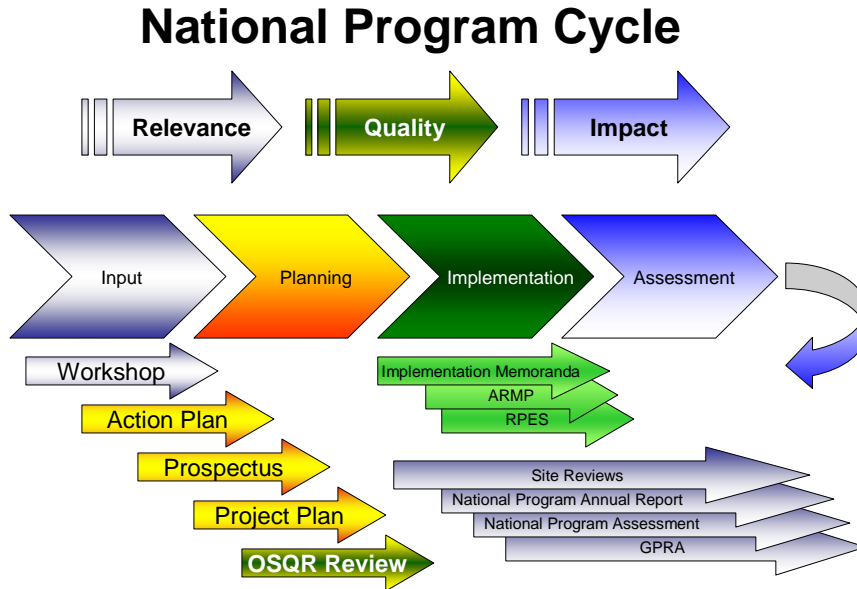 National Program Cycle
Relevance
Quality
Impact
Input
Planning
Implementation
Assessment
Workshop
Action Plan
Prospectus
Project Plan
OSQR Review
Implementation Memoranda
ARMP
RPES
Site Reviews
National Program Annual Report
National Program Assessment
GPRA